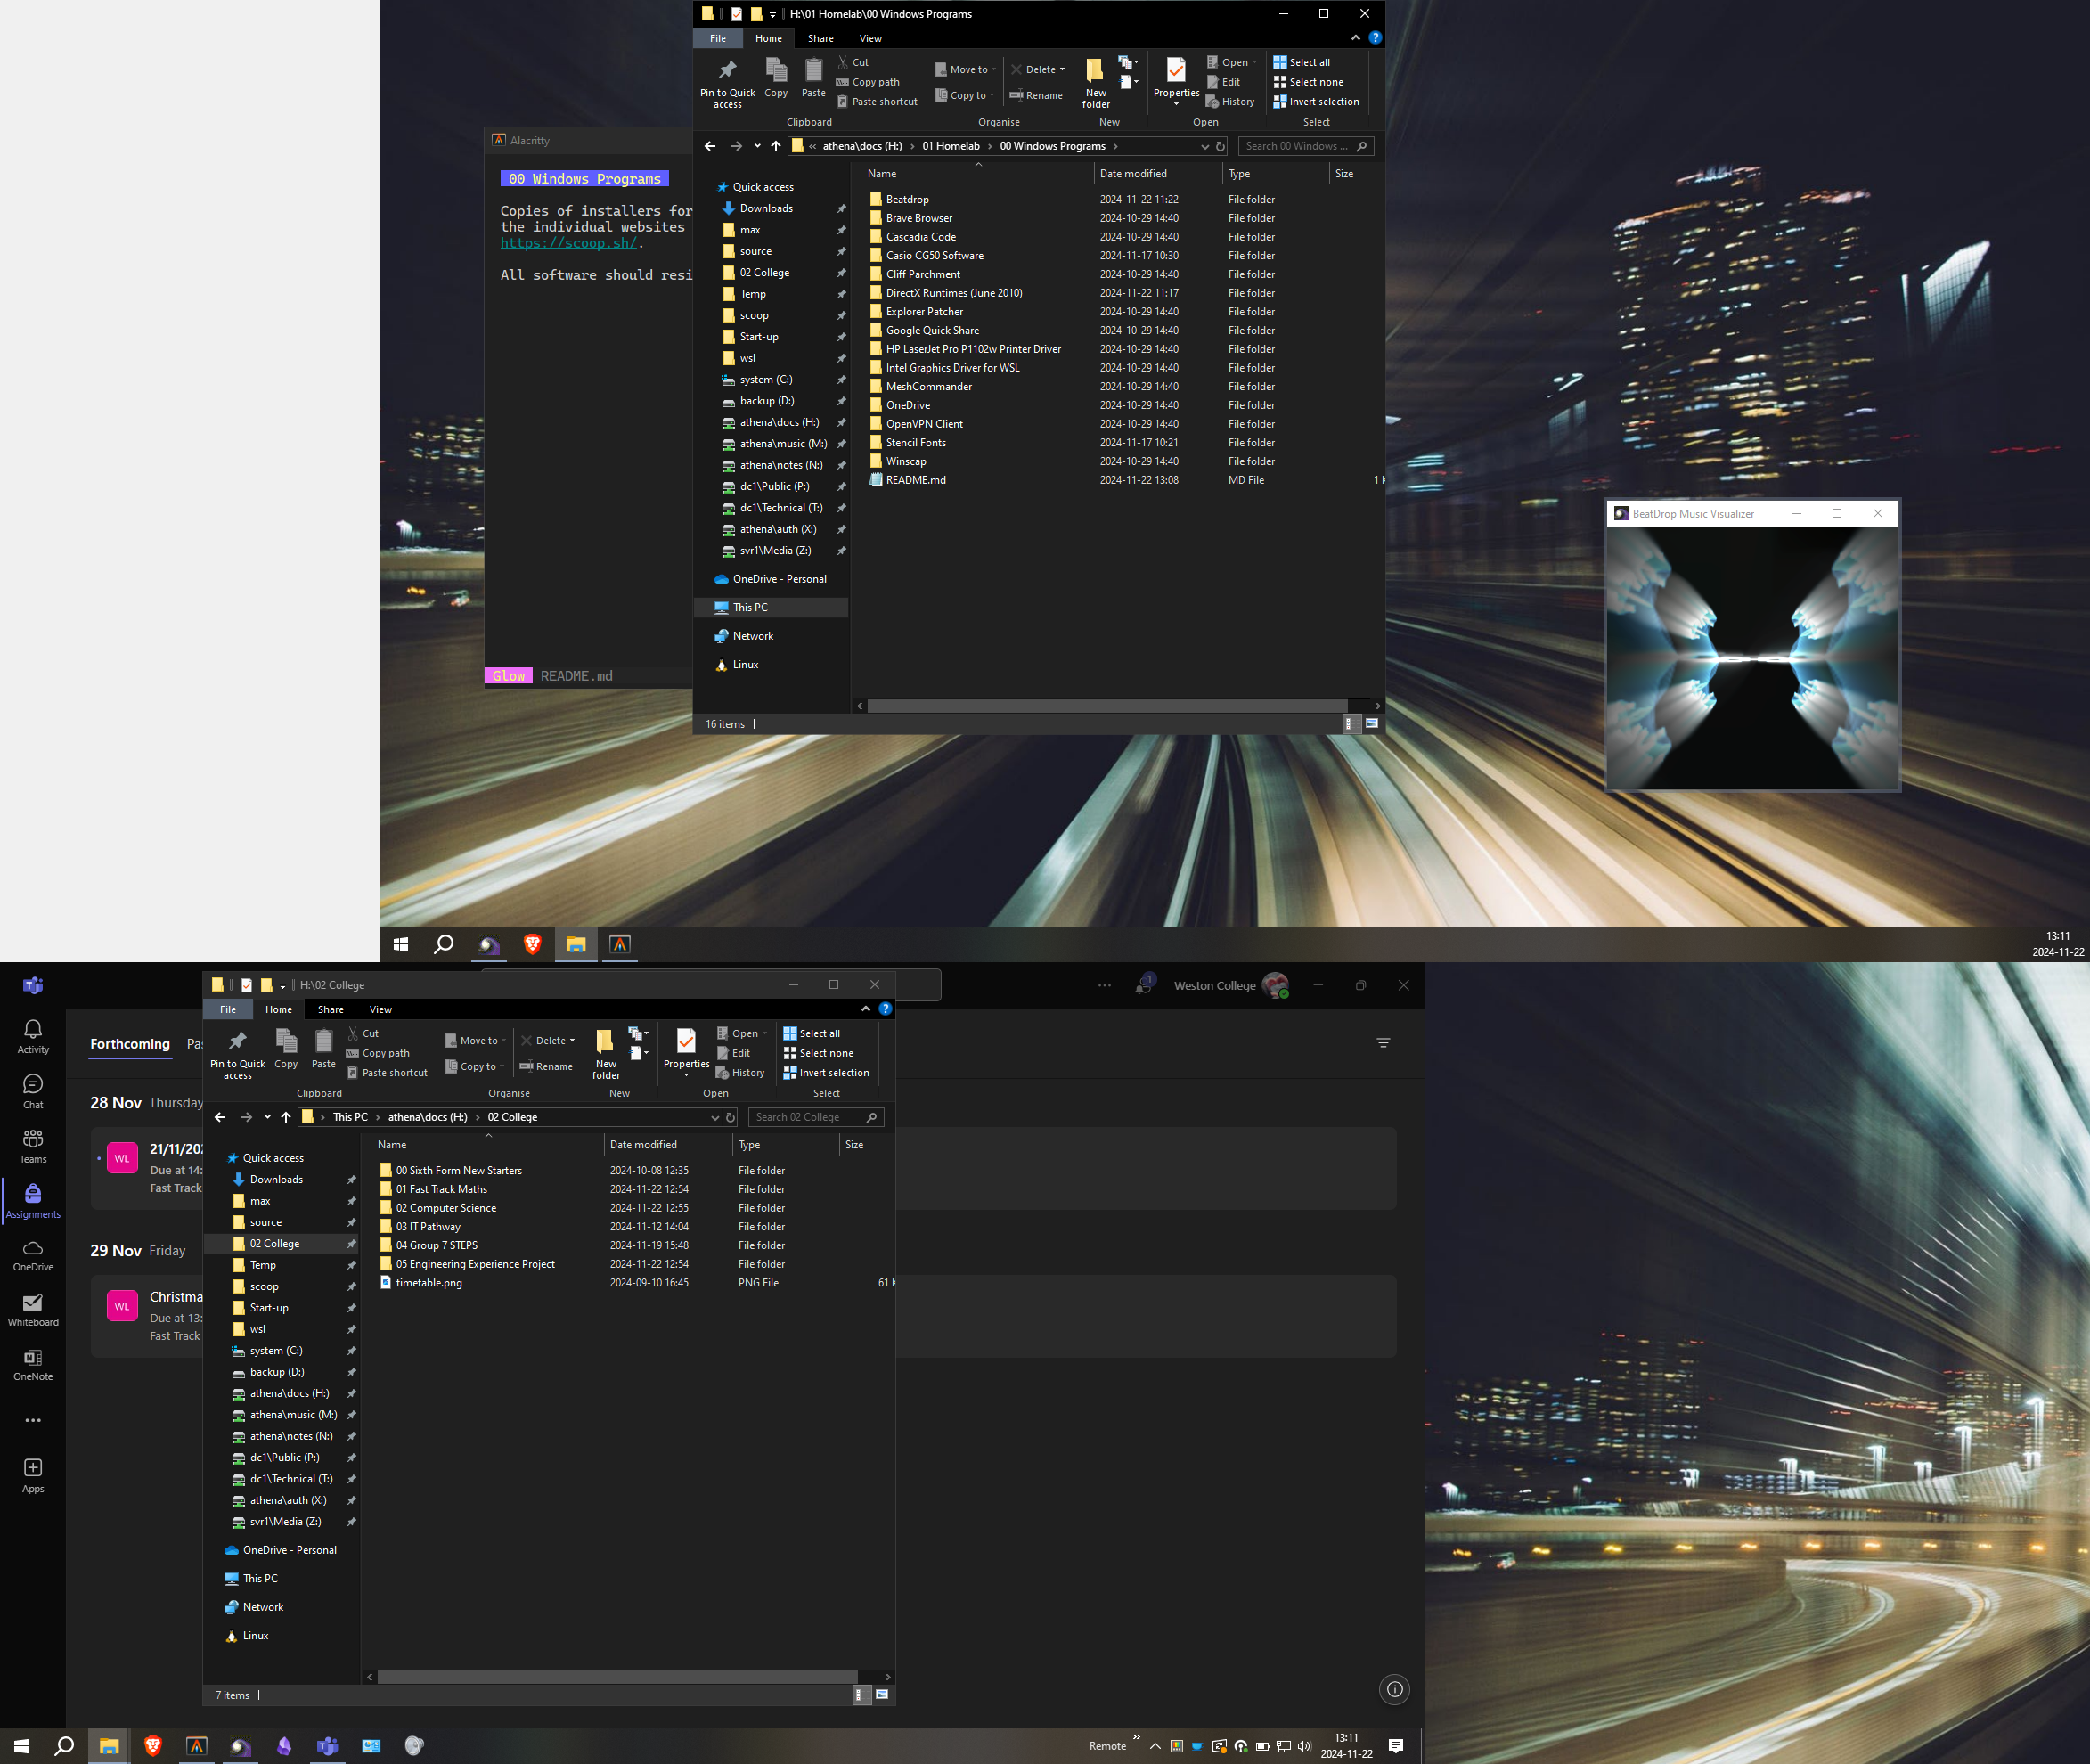 H:\01 Homelab\00 Windows Programs
File Home Share View
Pin to Quick access
Copy
Paste
Cut
Copy path
Paste shortcut
Clipboard
Move to
Copy to
Delete
Rename
Organise
New folder
New
Properties
Open
Edit
History
Open
Select all
Select none
Invert selection
Select
athena\docs (H:) › 01 Homelab › 00 Windows Programs ›
Search 00 Windows ...
Alacritty
00 Windows Programs
Copies of installers for
the individual websites
https://scoop.sh/.
All software should resi
Glow README.md
Quick access
Downloads
max
source
02 College
Temp
scoop
Start-up
wsl
system (C:)
backup (D:)
athena\docs (H:)
athena\music (M:)
athena\notes (N:)
dc1\Public (P:)
dc1\Technical (T:)
athena\auth (X:)
svr1\Media (Z:)
OneDrive - Personal
This PC
Network
Linux
Name Date modified Type Size
Beatdrop 2024-11-22 11:22 File folder
Brave Browser 2024-10-29 14:40 File folder
Cascadia Code 2024-10-29 14:40 File folder
Casio CG50 Software 2024-11-17 10:30 File folder
Cliff Parchment 2024-10-29 14:40 File folder
DirectX Runtimes (June 2010) 2024-11-22 11:17 File folder
Explorer Patcher 2024-10-29 14:40 File folder
Google Quick Share 2024-10-29 14:40 File folder
HP LaserJet Pro P1102w Printer Driver 2024-10-29 14:40 File folder
Intel Graphics Driver for WSL 2024-10-29 14:40 File folder
MeshCommander 2024-10-29 14:40 File folder
OneDrive 2024-10-29 14:40 File folder
OpenVPN Client 2024-10-29 14:40 File folder
Stencil Fonts 2024-11-17 10:21 File folder
Winscap 2024-10-29 14:40 File folder
README.md 2024-11-22 13:08 MD File 1 K
16 items
BeatDrop Music Visualizer
13:11
2024-11-22
Weston College
1
Activity
Chat
Teams
Assignments
OneDrive
Whiteboard
OneNote
Apps
Forthcoming Pas
28 Nov Thursday
WL
21/11/202
Due at 14:
Fast Track
29 Nov Friday
WL
Christma
Due at 13:
Fast Track
H:\02 College
File Home Share View
Pin to Quick access
Copy
Paste
Cut
Copy path
Paste shortcut
Clipboard
Move to
Copy to
Delete
Rename
Organise
New folder
New
Properties
Open
Edit
History
Open
Select all
Select none
Invert selection
Select
This PC › athena\docs (H:) › 02 College
Search 02 College
Quick access
Downloads
max
source
02 College
Temp
scoop
Start-up
wsl
system (C:)
backup (D:)
athena\docs (H:)
athena\music (M:)
athena\notes (N:)
dc1\Public (P:)
dc1\Technical (T:)
athena\auth (X:)
svr1\Media (Z:)
OneDrive - Personal
This PC
Network
Linux
Name Date modified Type Size
00 Sixth Form New Starters 2024-10-08 12:35 File folder
01 Fast Track Maths 2024-11-22 12:54 File folder
02 Computer Science 2024-11-22 12:55 File folder
03 IT Pathway 2024-11-12 14:04 File folder
04 Group 7 STEPS 2024-11-19 15:48 File folder
05 Engineering Experience Project 2024-11-22 12:54 File folder
timetable.png 2024-09-10 16:45 PNG File 61 K
7 items
Remote
13:11
2024-11-22